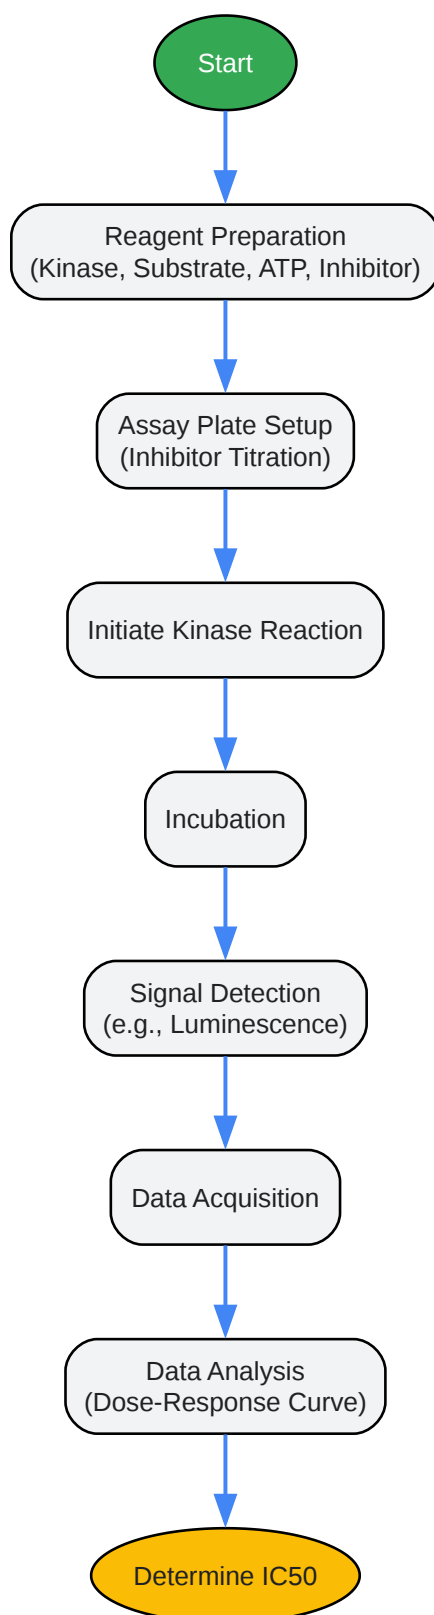 Start
Reagent Preparation
(Kinase, Substrate, ATP, Inhibitor)
Assay Plate Setup
(Inhibitor Titration)
Initiate Kinase Reaction
Incubation
Signal Detection
(e.g., Luminescence)
Data Acquisition
Data Analysis
(Dose-Response Curve)
Determine IC50